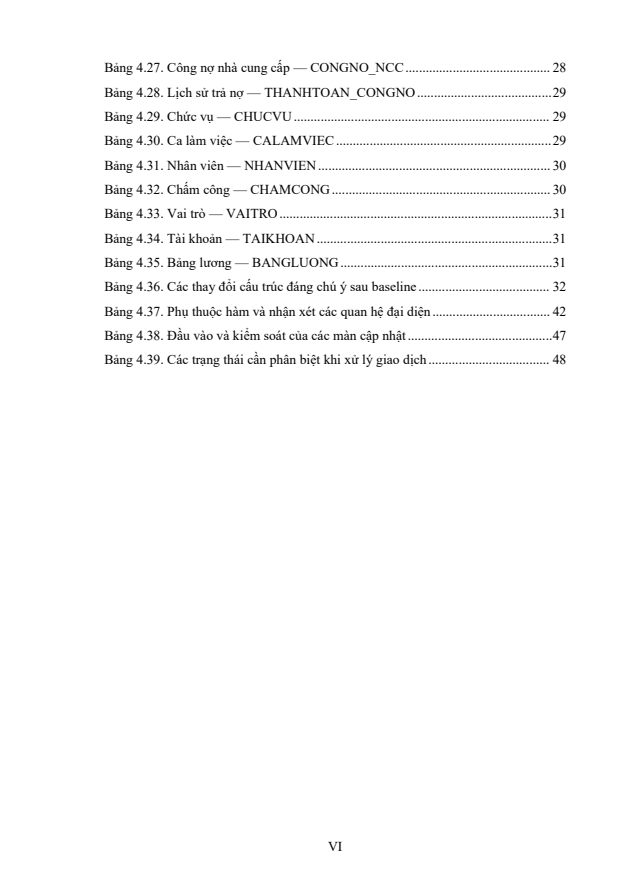 Bảng 4.27. Công nợ nhà cung cấp — CONGNO_NCC 28
Bảng 4.28. Lịch sử trả nợ — THANHTOAN_CONGNO 29
Bảng 4.29. Chức vụ — CHUCVU 29
Bảng 4.30. Ca làm việc — CALAMVIEC 29
Bảng 4.31. Nhân viên — NHANVIEN 30
Bảng 4.32. Chấm công — CHAMCONG 30
Bảng 4.33. Vai trò — VAITRO 31
Bảng 4.34. Tài khoản — TAIKHOAN 31
Bảng 4.35. Bảng lương — BANGLUONG 31
Bảng 4.36. Các thay đổi cấu trúc đáng chú ý sau baseline 32
Bảng 4.37. Phụ thuộc hàm và nhận xét các quan hệ đại diện 42
Bảng 4.38. Đầu vào và kiểm soát của các màn cập nhật 47
Bảng 4.39. Các trạng thái cần phân biệt khi xử lý giao dịch 48
VI